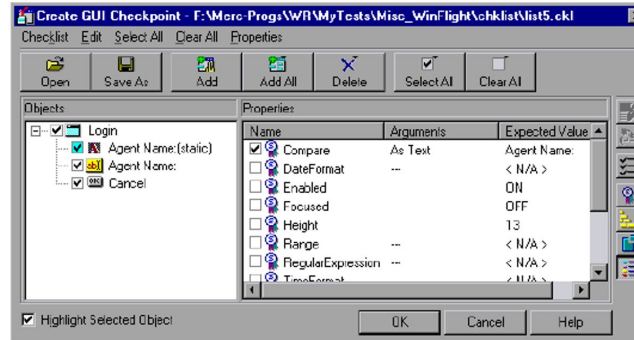 Create GUI Checkpoint - F:\Merc-Progs\WR\MyTests\Misc_WinFlight\chklist\list5.ckl
Checklist Edit Select All Clear All Properties
Open Save As Add Add All Delete Select All Clear All
Objects Properties
Login
Agent Name:(static)
Agent Name:
Cancel
Name Arguments Expected Value
Compare As Text Agent Name:
DateFormat --- < N/A >
Enabled ON
Focused OFF
Height 13
Range --- < N/A >
RegularExpression --- < N/A >
TimeFormat --- < N/A >
Highlight Selected Object
OK Cancel Help